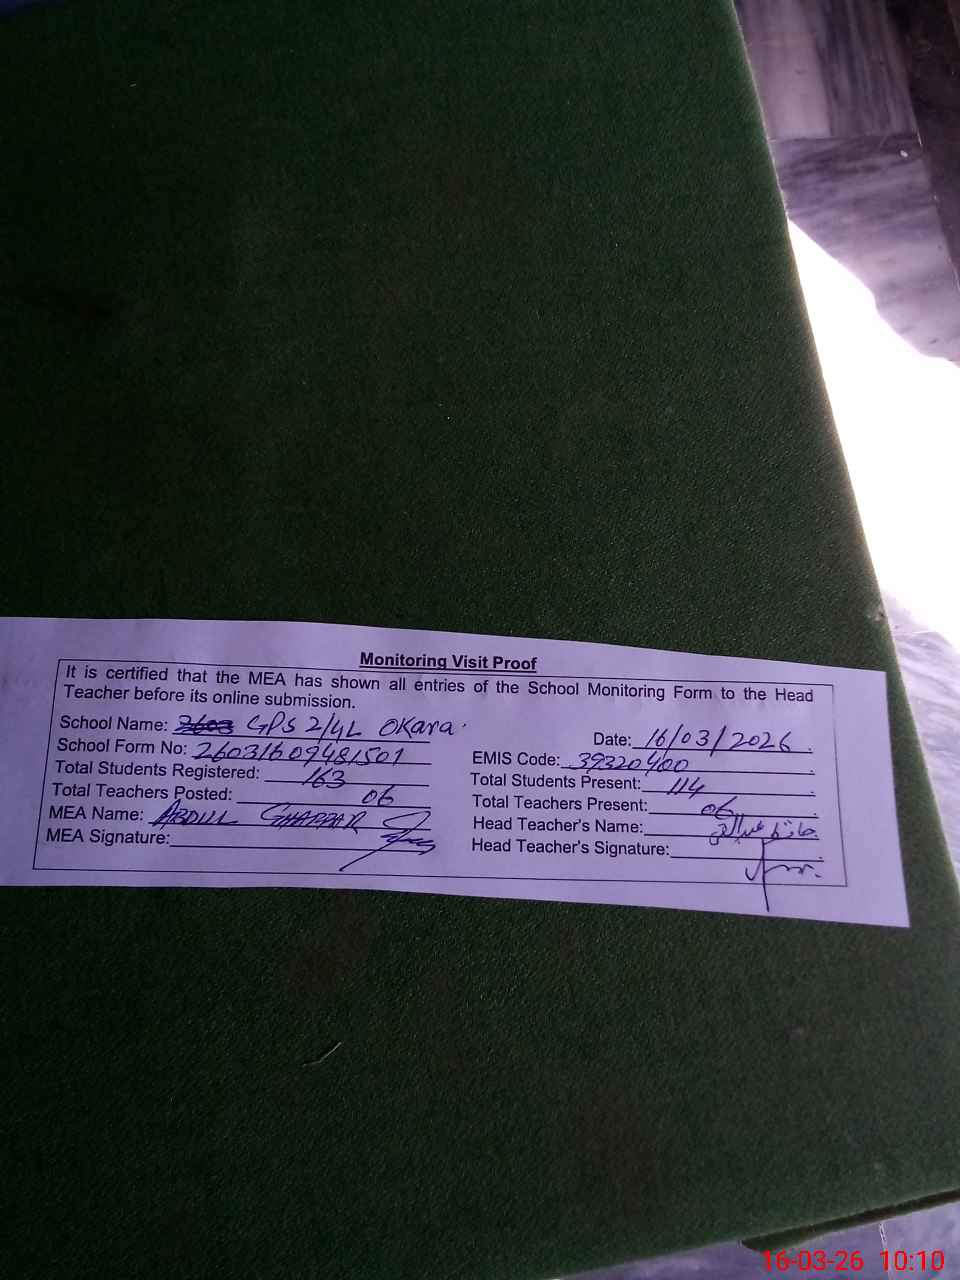 Monitoring Visit Proof
It is certified that the MEA has shown all entries of the School Monitoring Form to the Head
Teacher before its online submission.
School Name: 2603 GPS 2/4L Okara.
Date: 16/03/2026
School Form No: 26031609481501
EMIS Code: 39320400
Total Students Registered: 163
Total Students Present: 114
Total Teachers Posted: 06
Total Teachers Present: 06
MEA Name: ABDUL GHAFFAR
Head Teacher's Name: حافظ
MEA Signature:
Head Teacher's Signature:
16-03-26 10:10